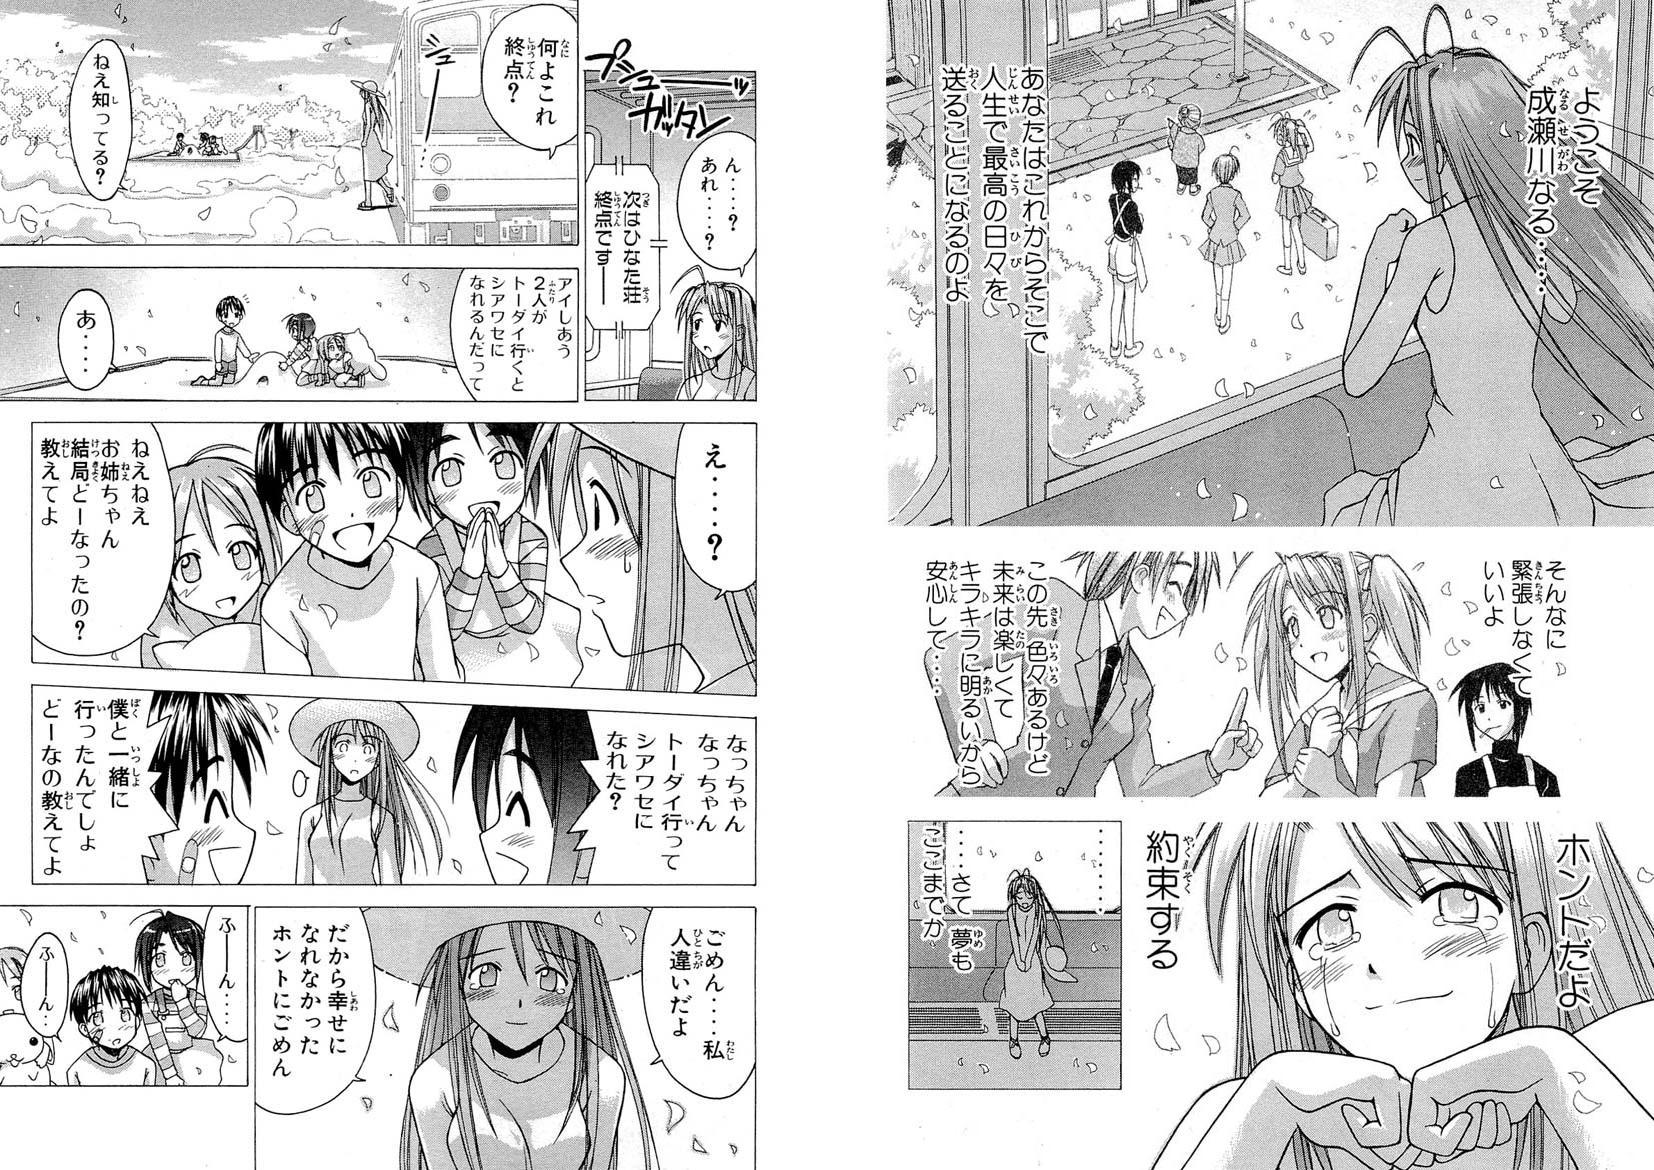 ようこそ
成瀬川なる‥‥
あなたはこれからそこで
人生で最高の日々を
送ることになるのよ
そんなに
緊張しなくて
いいよ
この先 色々あるけど
未来は楽しくて
キラキラに明るいから
安心して‥‥
ホントだよ
約束する
‥‥‥‥
‥‥さて 夢も
ここまでか
プシューーッ
ガッタン
ん‥‥?
あれ‥‥?
次はひなた荘
終点ですー
何よこれ
終点?
ねえ知ってる?
アイしあう
2人が
トーダイ行くと
シアワセに
なれるんだって
あ‥‥
え‥‥?
ねえねえ
お姉ちゃん
結局どーなったの?
教えてよ
なっちゃん
なっちゃん
トーダイ行って
シアワセに
なれた?
僕と一緒に
行ったんでしょ
どーなの教えてよ
ごめん‥‥私
人違いだよ
だから幸せに
なれなかった
ホントにごめん
ふーん‥‥
ふーん‥‥